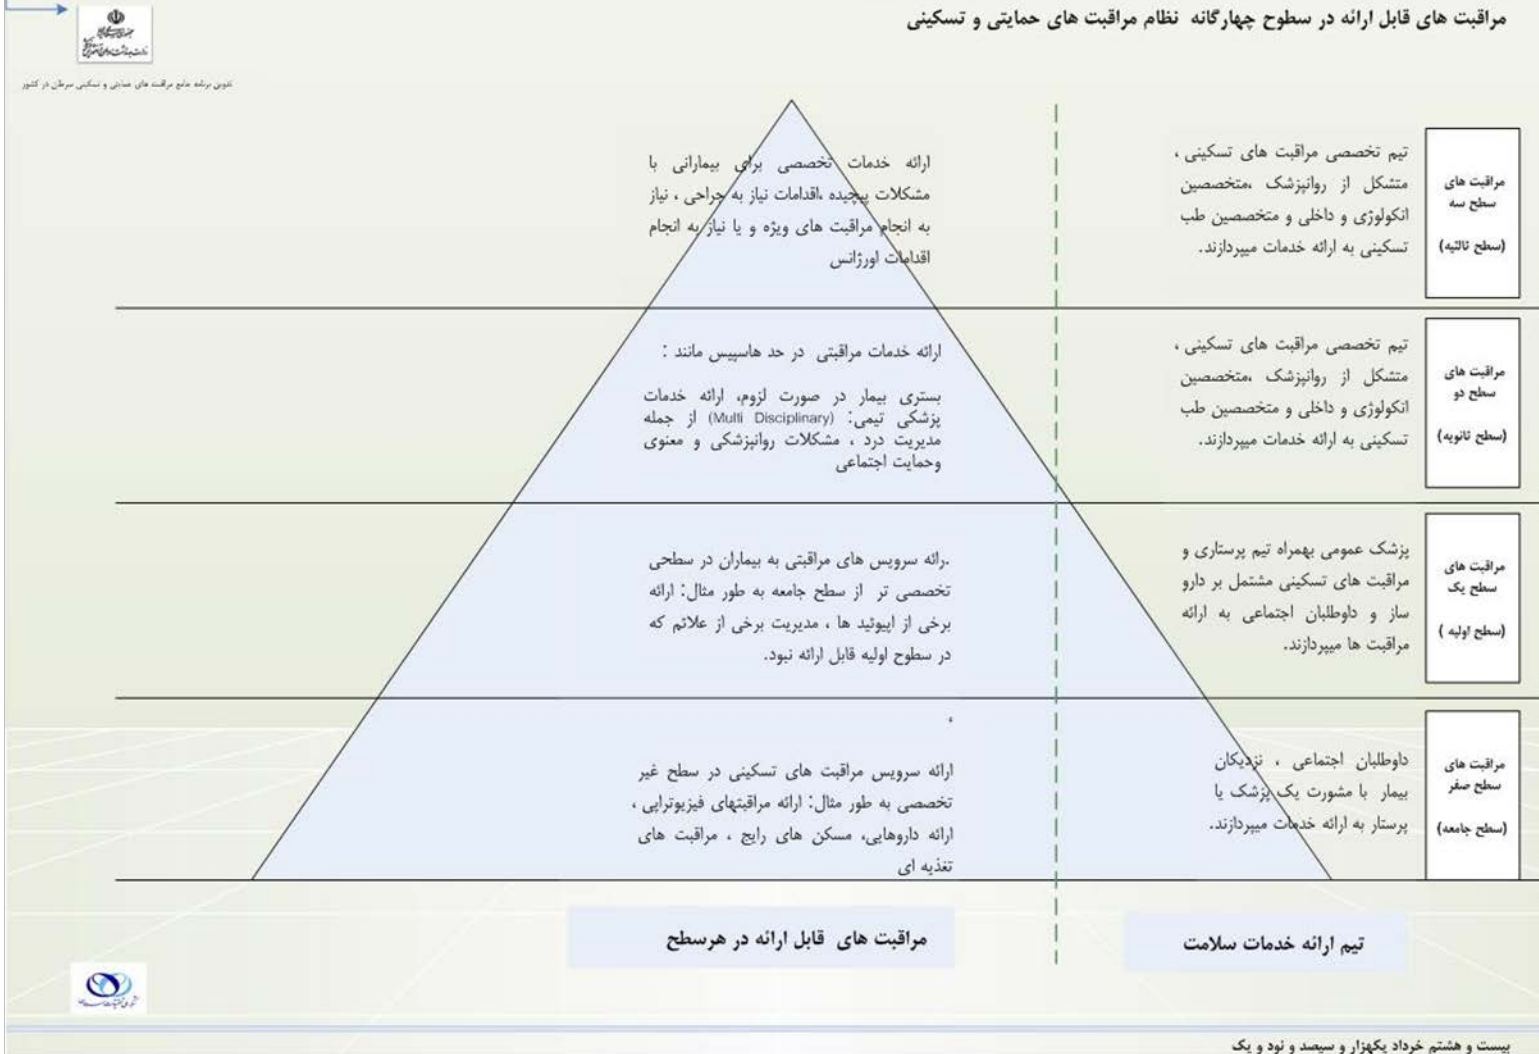 مراقبت های قابل ارائه در سطوح چهارگانه نظام مراقبت های حمایتی و تسکینی
تدوین برنامه جامع مراقبت های حمایتی و تسکینی سرطان در کشور
مراقبت های
سطح سه
(سطح ثالثیه)
تیم تخصصی مراقبت های تسکینی ،
متشکل از روانپزشک ،متخصصین
انکولوژی و داخلی و متخصصین طب
تسکینی به ارائه خدمات میپردازند.
ارائه خدمات تخصصی برای بیمارانی با
مشکلات پیچیده ،اقدامات نیاز به جراحی ، نیاز
به انجام مراقبت های ویژه و یا نیاز به انجام
اقدامات اورژانس
مراقبت های
سطح دو
(سطح ثانویه)
تیم تخصصی مراقبت های تسکینی ،
متشکل از روانپزشک ،متخصصین
انکولوژی و داخلی و متخصصین طب
تسکینی به ارائه خدمات میپردازند.
ارائه خدمات مراقبتی در حد هاسپیس مانند :
بستری بیمار در صورت لزوم، ارائه خدمات
پزشکی تیمی: (Multi Disciplinary) از جمله
مدیریت درد ، مشکلات روانپزشکی و معنوی
وحمایت اجتماعی
مراقبت های
سطح یک
(سطح اولیه )
پزشک عمومی بهمراه تیم پرستاری و
مراقبت های تسکینی مشتمل بر دارو
ساز و داوطلبان اجتماعی به ارائه
مراقبت ها میپردازند.
.رائه سرویس های مراقبتی به بیماران در سطحی
تخصصی تر از سطح جامعه به طور مثال: ارائه
برخی از اپیوئید ها ، مدیریت برخی از علائم که
در سطوح اولیه قابل ارائه نبود.
مراقبت های
سطح صفر
(سطح جامعه)
داوطلبان اجتماعی ، نزدیکان
بیمار با مشورت یک پزشک یا
پرستار به ارائه خدمات میپردازند.
،
ارائه سرویس مراقبت های تسکینی در سطح غیر
تخصصی به طور مثال: ارائه مراقبتهای فیزیوتراپی ،
ارائه داروهایی، مسکن های رایج ، مراقبت های
تغذیه ای
تیم ارائه خدمات سلامت
مراقبت های قابل ارائه در هرسطح
بیست و هشتم خرداد یکهزار و سیصد و نود و یک